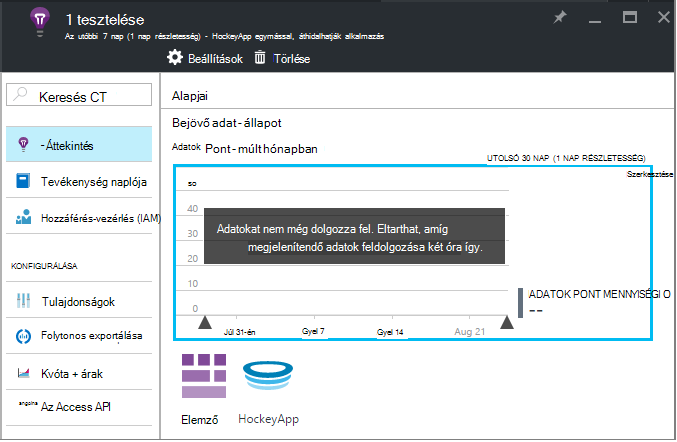 1 tesztelése
Az utóbbi 7 nap (1 nap részletesség) - HockeyApp egymással, áthidalhatják alkalmazás
Beállítások
Törlése
Keresés CT
-Áttekintés
Tevékenység naplója
Hozzáférés-vezérlés (IAM)
KONFIGURÁLÁSA
Tulajdonságok
Folytonos exportálása
Kvóta + árak
angolna Az Access API
Alapjai
Bejövő adat-állapot
Adatok Pont-múlt hónapban
UTOLSÓ 30 NAP (1 NAP RÉSZLETESSÉG)
Szerkesztése
so
40
30
20
10
0
Adatokat nem még dolgozza fel. Eltarthat, amíg
megjelenítendő adatok feldolgozása két óra így.
Júl 31-én
Gyel 7
Gyel 14
Aug 21
ADATOK PONT MENNYISÉGI O
--
Elemző
HockeyApp